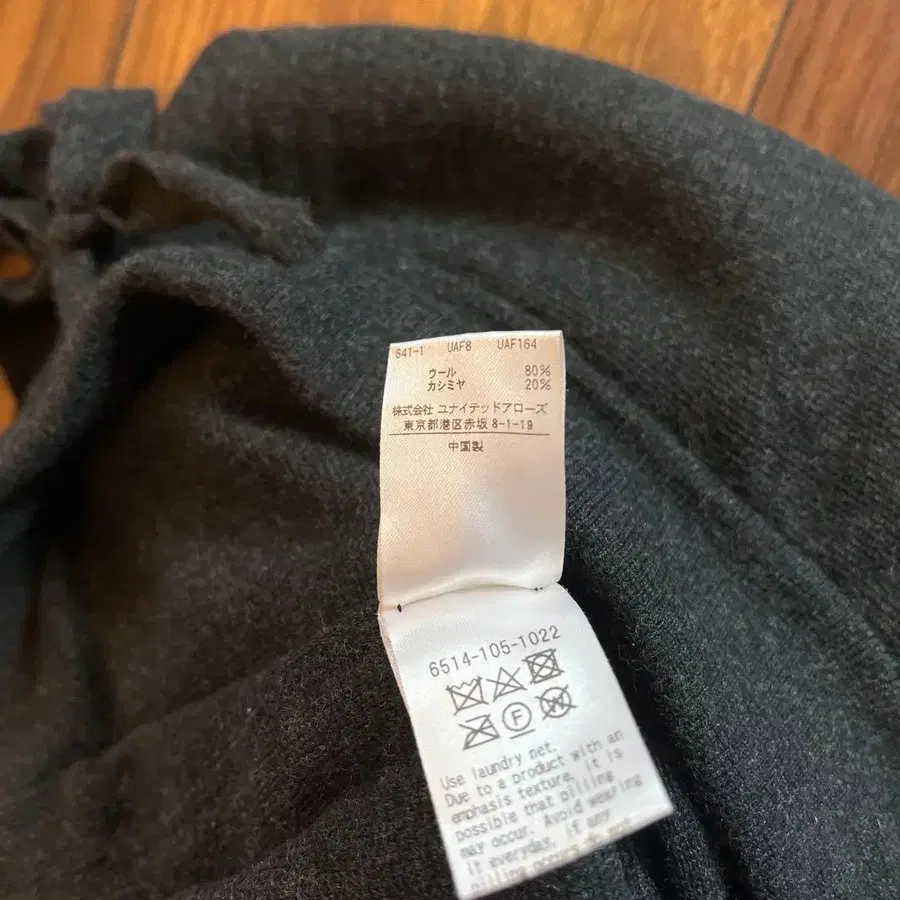 641-1 UAF8 UAF164
ウール 80%
カシミヤ 20%
株式会社 ユナイテッドアローズ
東京都港区赤坂 8-1-19
中国製
6514-105-1022
F W
Use laundry net.
Due to a product with an
emphasis texture, it is
possible that pilling
may occur. Avoid wearing
it everyday. If any
pilling occurs